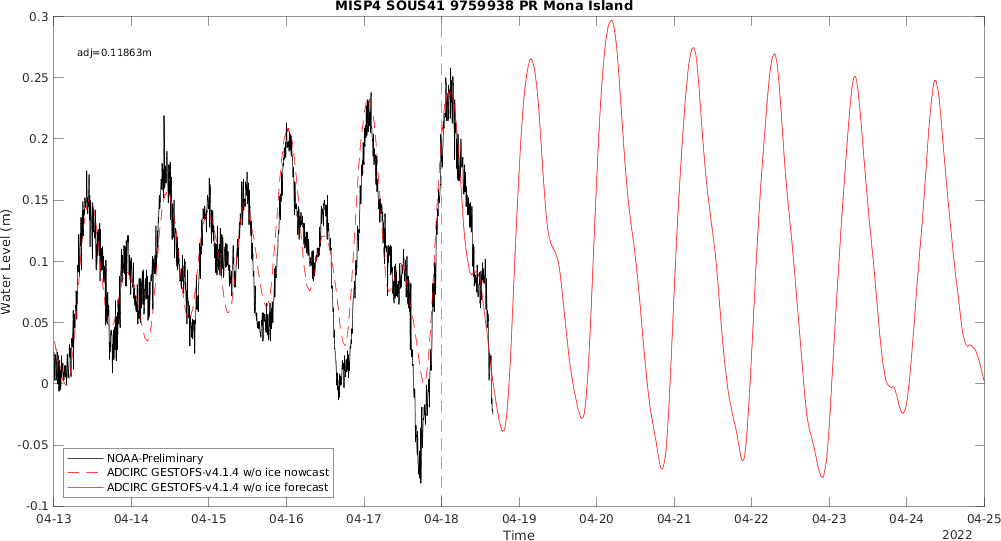 MISP4 SOUS41 9759938 PR Mona Island
adj=0.11863m
0.3
0.25
0.2
0.15
0.1
0.05
0
-0.05
-0.1
Water Level (m)
NOAA-Preliminary
ADCIRC GESTOFS-v4.1.4 w/o ice nowcast
ADCIRC GESTOFS-v4.1.4 w/o ice forecast
04-13 04-14 04-15 04-16 04-17 04-18 04-19 04-20 04-21 04-22 04-23 04-24 04-25
Time
2022